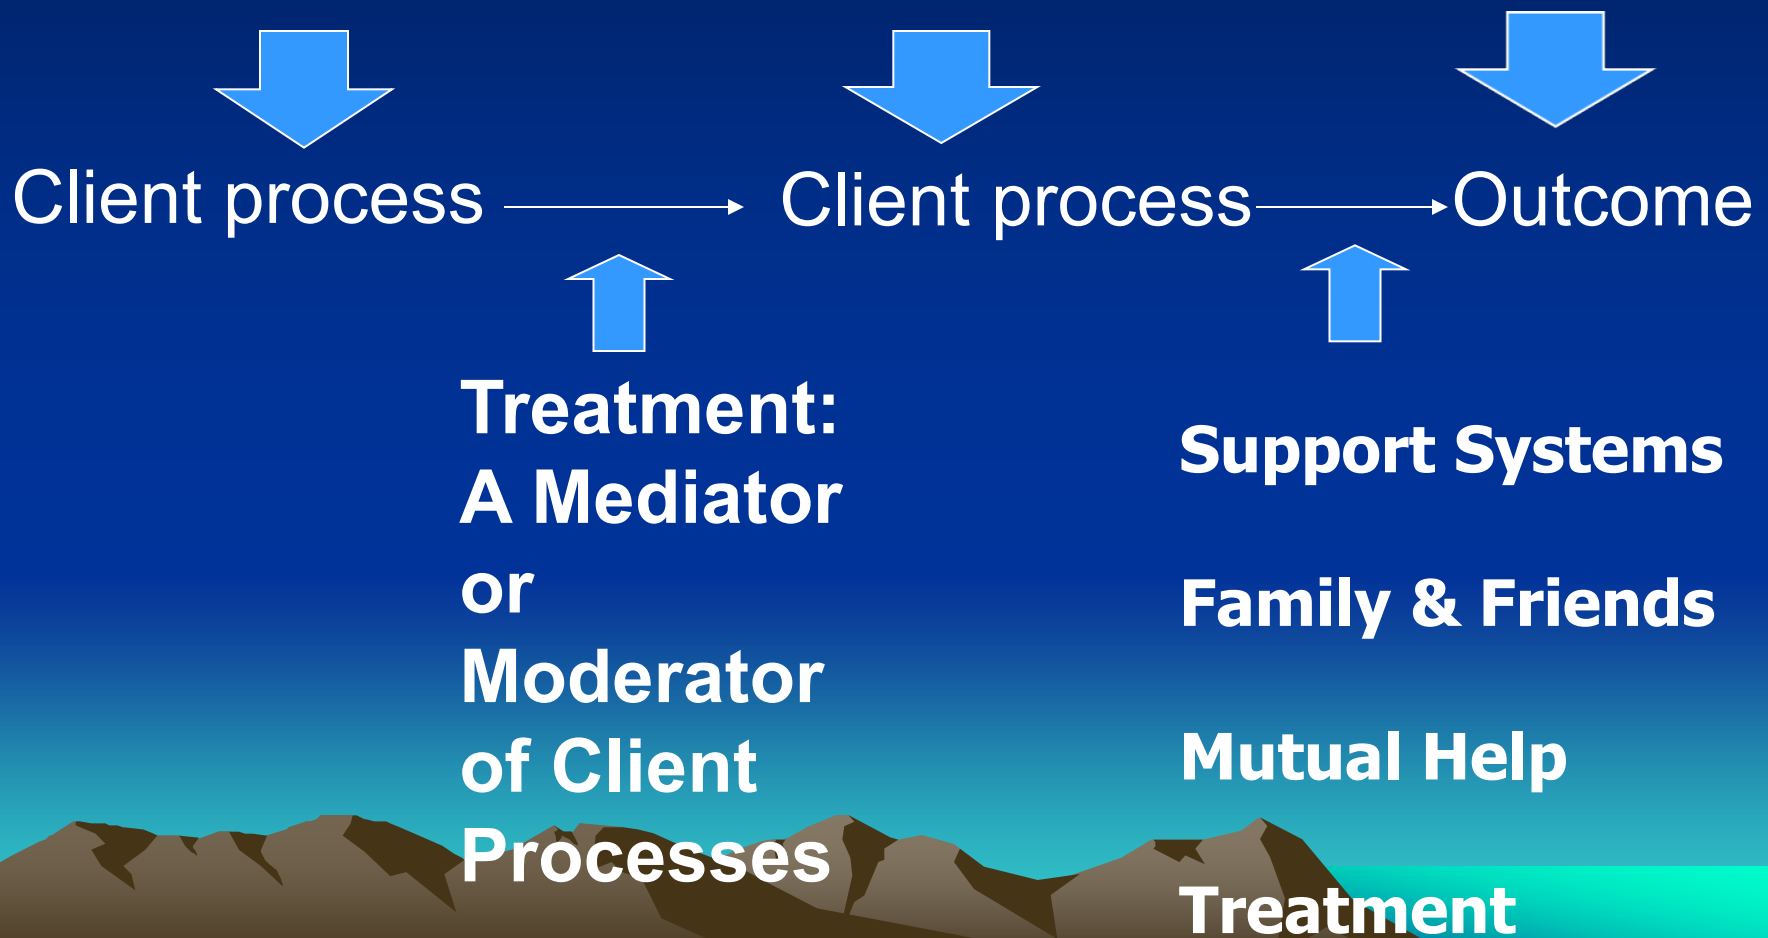 Client process
Client process
Outcome
Treatment:
A Mediator
or
Moderator
of Client
Processes
Support Systems
Family & Friends
Mutual Help
Treatment